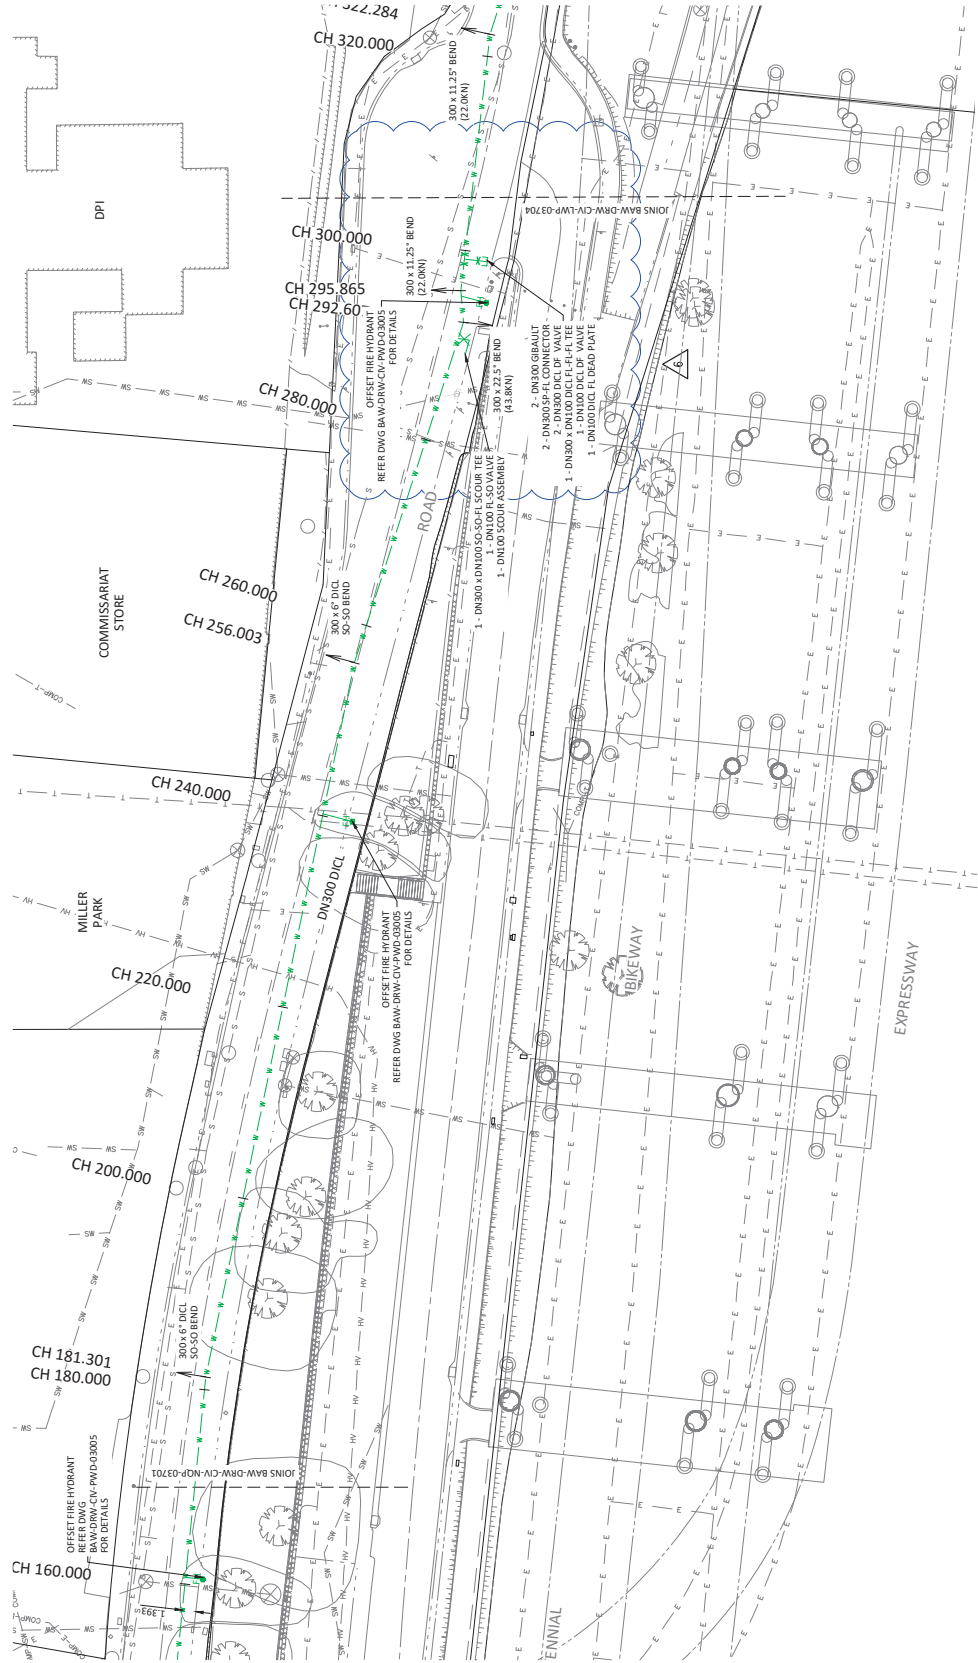 CH 322.284
CH 320.000
300 x 11.25° BEND
(22.0KN)
DPI
JOINS BAW-DRW-CIV-LWP-03704
CH 300.000
300 x 11.25° BEND
(22.0KN)
CH 295.865
CH 292.60
OFFSET FIRE HYDRANT
REFER DWG BAW-DRW-CIV-PWD-03005
FOR DETAILS
300 x 22.5° BEND
(43.8KN)
2 - DN300 GIBAULT
2 - DN300 SP-FL CONNECTOR
2 - DN300 DICL DF VALVE
1 - DN300 x DN100 DICL FL-FL-FL TEE
1 - DN100 DICL DF VALVE
1 - DN100 DICL FL DEAD PLATE
6
CH 280.000
1 - DN300 x DN100 SO-SO-FL SCOUR TEE
1 - DN100 FL-SO VALVE
1 - DN100 SCOUR ASSEMBLY
ROAD
COMMISSARIAT
STORE
CH 260.000
300 x 6° DICL
SO-SO BEND
CH 256.003
COMP-T
CH 240.000
DN300 DICL
MILLER
PARK
OFFSET FIRE HYDRANT
REFER DWG BAW-DRW-CIV-PWD-03005
FOR DETAILS
CH 220.000
BIKEWAY
EXPRESSWAY
CH 200.000
300 x 6° DICL
SO-SO BEND
CH 181.301
CH 180.000
JOINS BAW-DRW-CIV-NQP-03701
OFFSET FIRE HYDRANT
REFER DWG
BAW-DRW-CIV-PWD-03005
FOR DETAILS
CH 160.000
1.393
COMP-E
ENNIAL